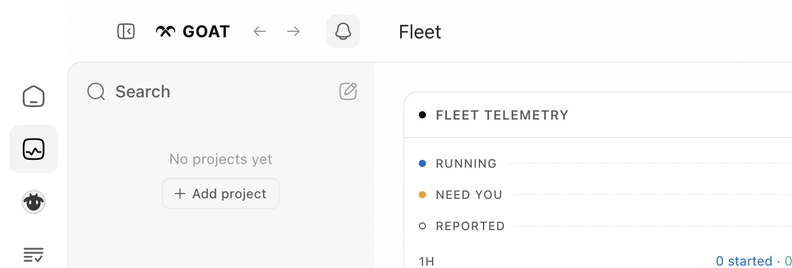 GOAT
Fleet
Search
No projects yet
+ Add project
FLEET TELEMETRY
RUNNING
NEED YOU
REPORTED
1H
0 started · 0